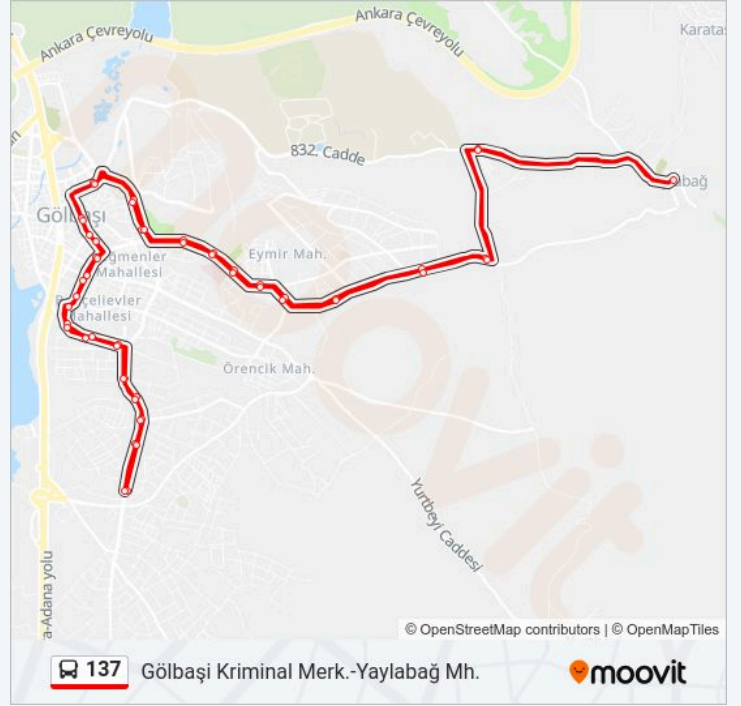 Ankara Çevreyolu
Ankara Çevreyolu
832. Cadde
Gölbaşı
Eymir Mah.
Mahallesi
Mahallesi
Örencik Mah.
Yurtbeyi Caddesi
a-Adana yolu
© OpenStreetMap contributors | © OpenMapTiles
137 Gölbaşi Kriminal Merk.-Yaylabağ Mh.
moovit